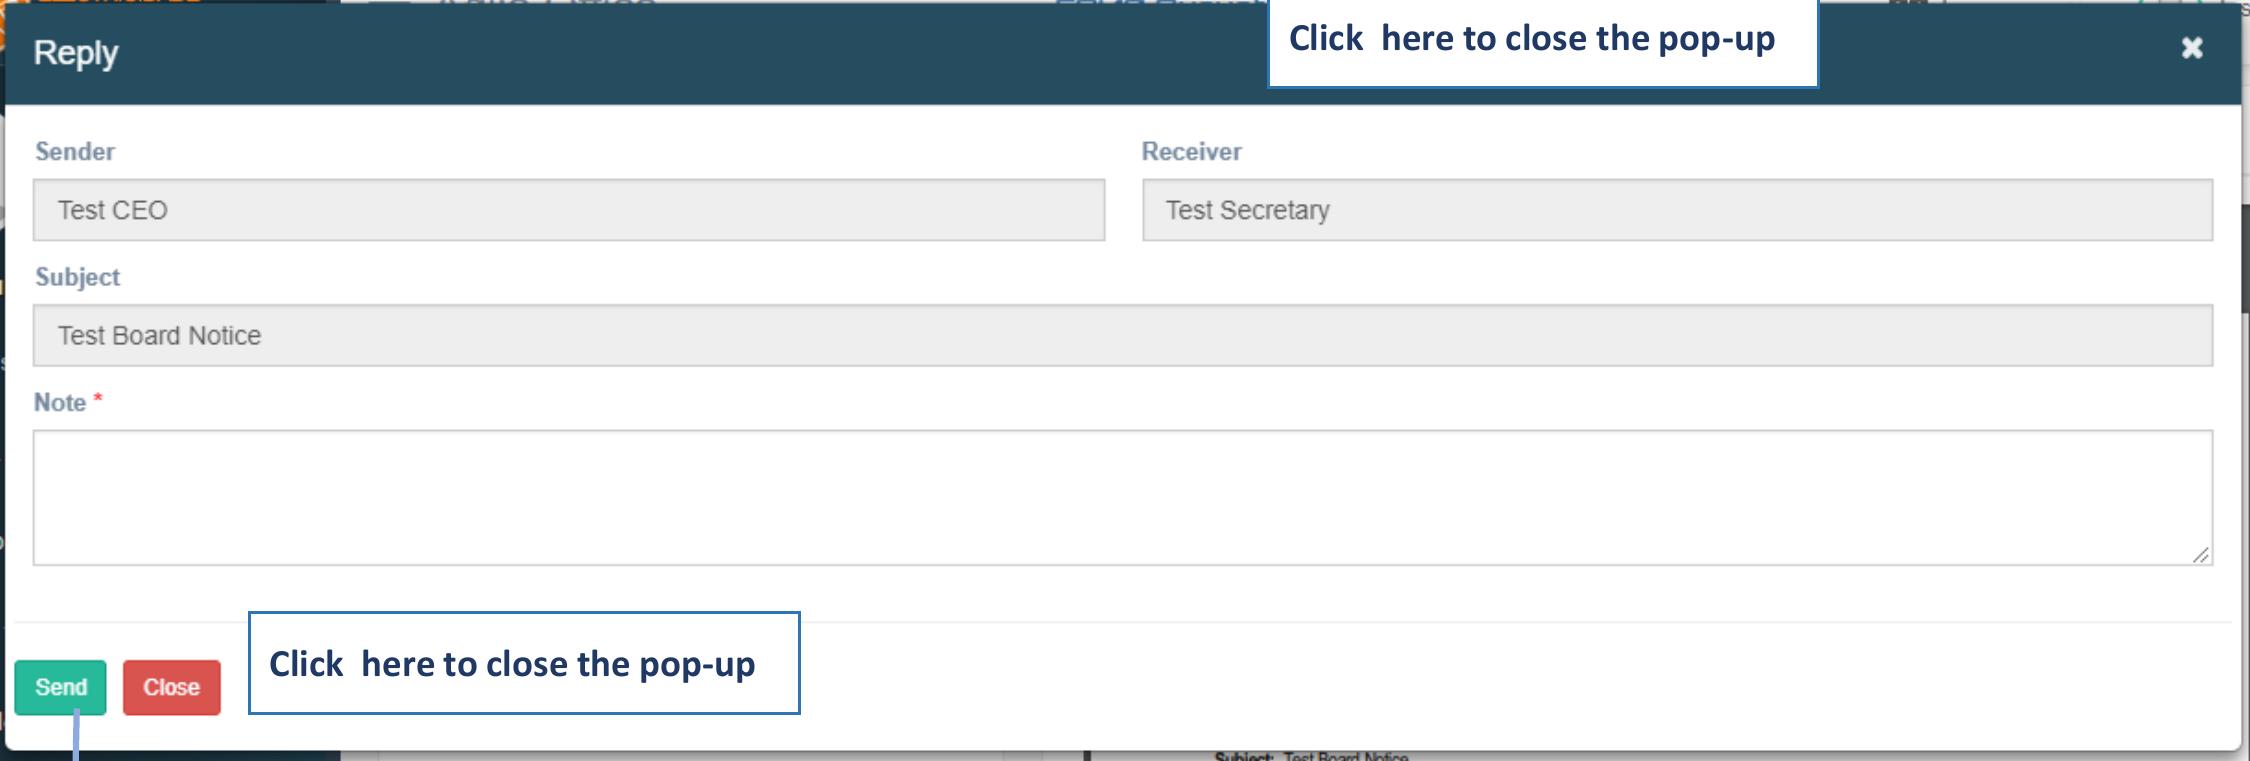 Click  here to close the pop-up
Reply
Sender
Receiver
Test CEO
Test Secretary
Subject
Test Board Notice
Note *
Click  here to close the pop-up
Send
Close
Subject: Test Board Notice